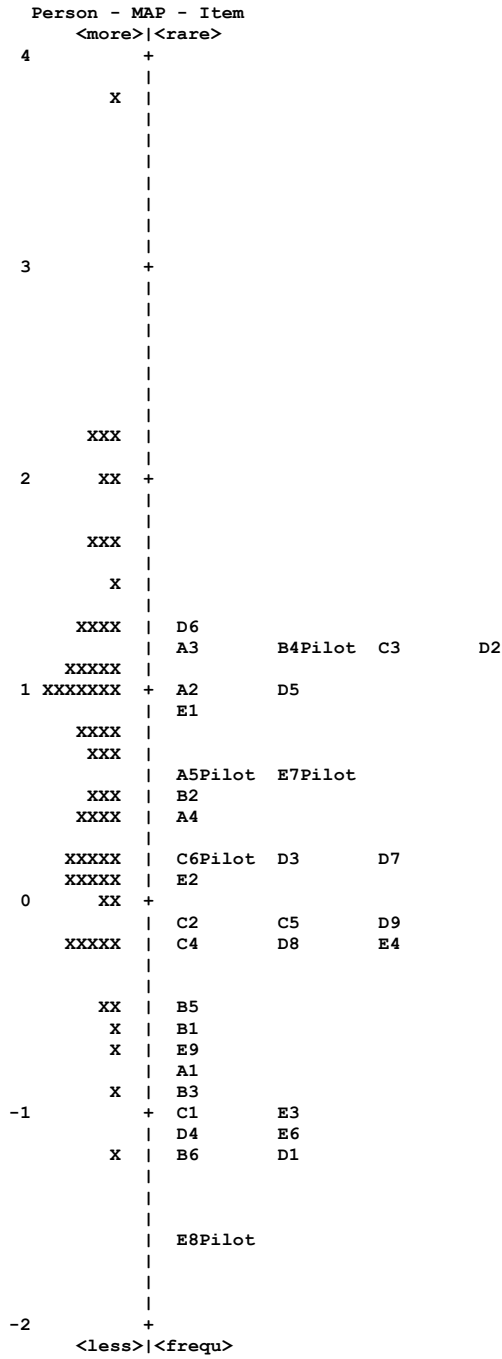 Person - MAP - Item
<more>|<rare>
4 +
|
X |
|
|
|
|
|
|
|
3 +
|
|
|
|
|
|
|
XXX |
|
2 XX +
|
|
XXX |
|
X |
|
XXXX | D6
| A3 B4Pilot C3 D2
XXXXX |
1 XXXXXXX + A2 D5
| E1
XXXX |
XXX |
| A5Pilot E7Pilot
XXX | B2
XXXX | A4
|
XXXXX | C6Pilot D3 D7
XXXXX | E2
0 XX +
| C2 C5 D9
XXXXX | C4 D8 E4
|
|
XX | B5
X | B1
X | E9
| A1
X | B3
-1 + C1 E3
| D4 E6
X | B6 D1
|
|
|
| E8Pilot
|
|
|
-2 +
<less>|<frequ>